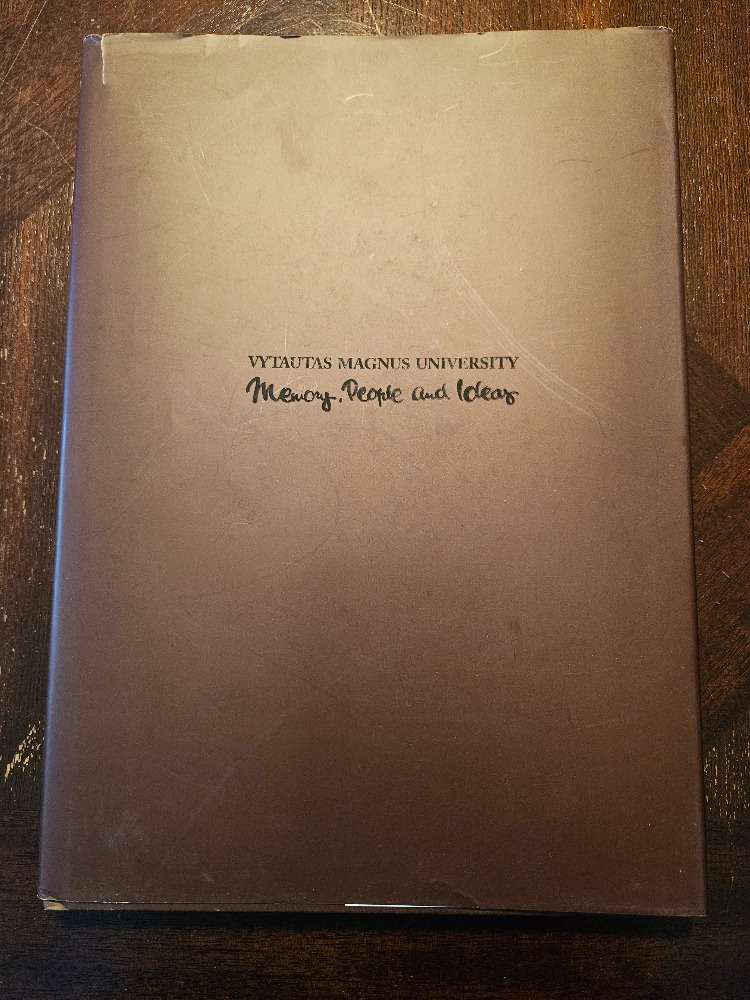 VYTAUTAS MAGNUS UNIVERSITY
Memory, People and Ideas